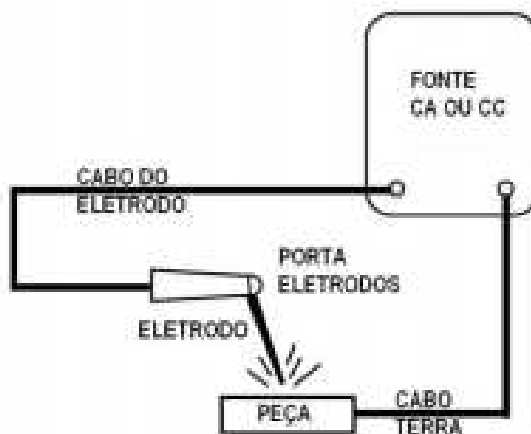 FONTE
CA OU CC
CABO DO
ELETRODO
PORTA
ELETRODOS
ELETRODO
PEÇA
CABO
TERRA